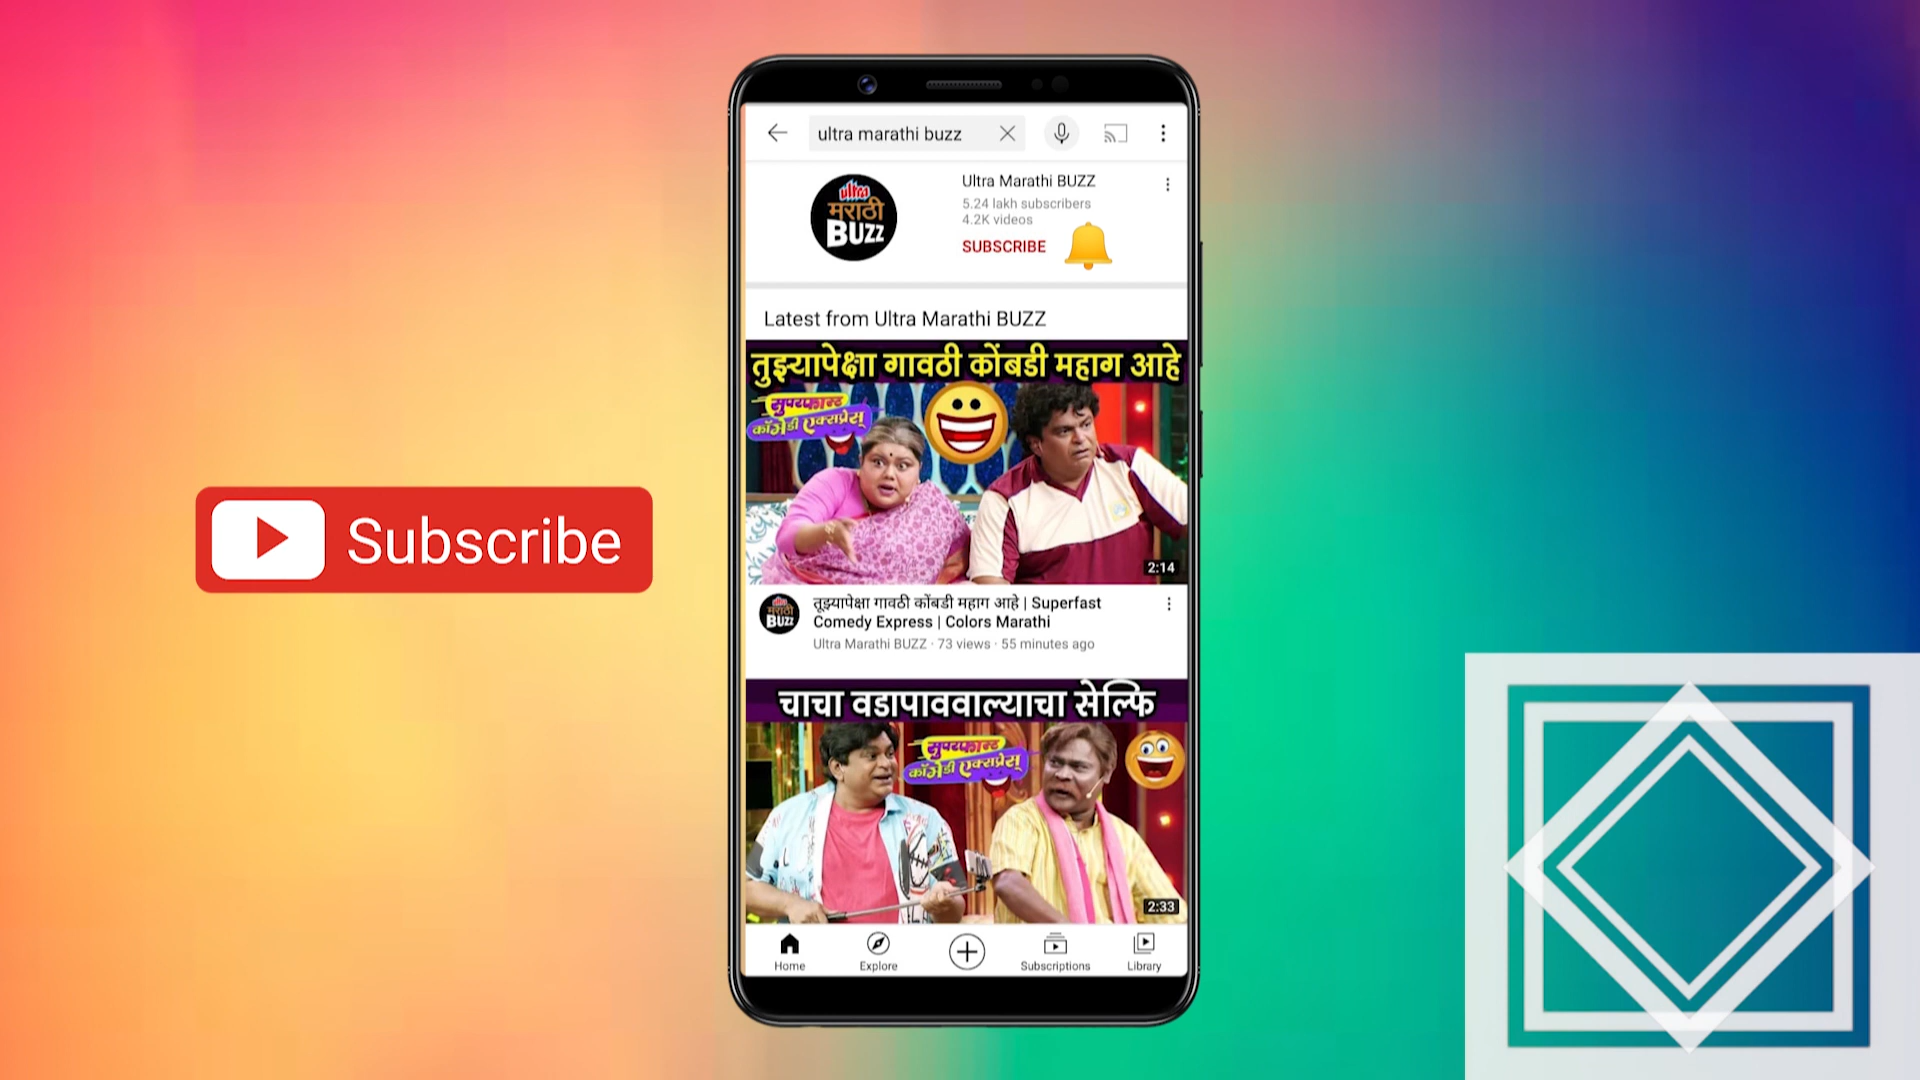 ultra marathi buzz
ultra
मराठी
BUZZ
Ultra Marathi BUZZ
5.24 lakh subscribers
4.2K videos
SUBSCRIBE
Latest from Ultra Marathi BUZZ
तुझ्यापेक्षा गावठी कोंबडी महाग आहे
सुपरफास्ट
कॉमेडी एक्सप्रेस्
2:14
Subscribe
ultra
मराठी
BUZZ
तूझ्यापेक्षा गावठी कोंबडी महाग आहे | Superfast
Comedy Express | Colors Marathi
Ultra Marathi BUZZ · 73 views · 55 minutes ago
चाचा वडापाववाल्याचा सेल्फि
सुपरफास्ट
कॉमेडी एक्सप्रेस्
2:33
Home
Explore
Subscriptions
Library